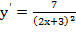 y′ = 7 / (2x+3)²